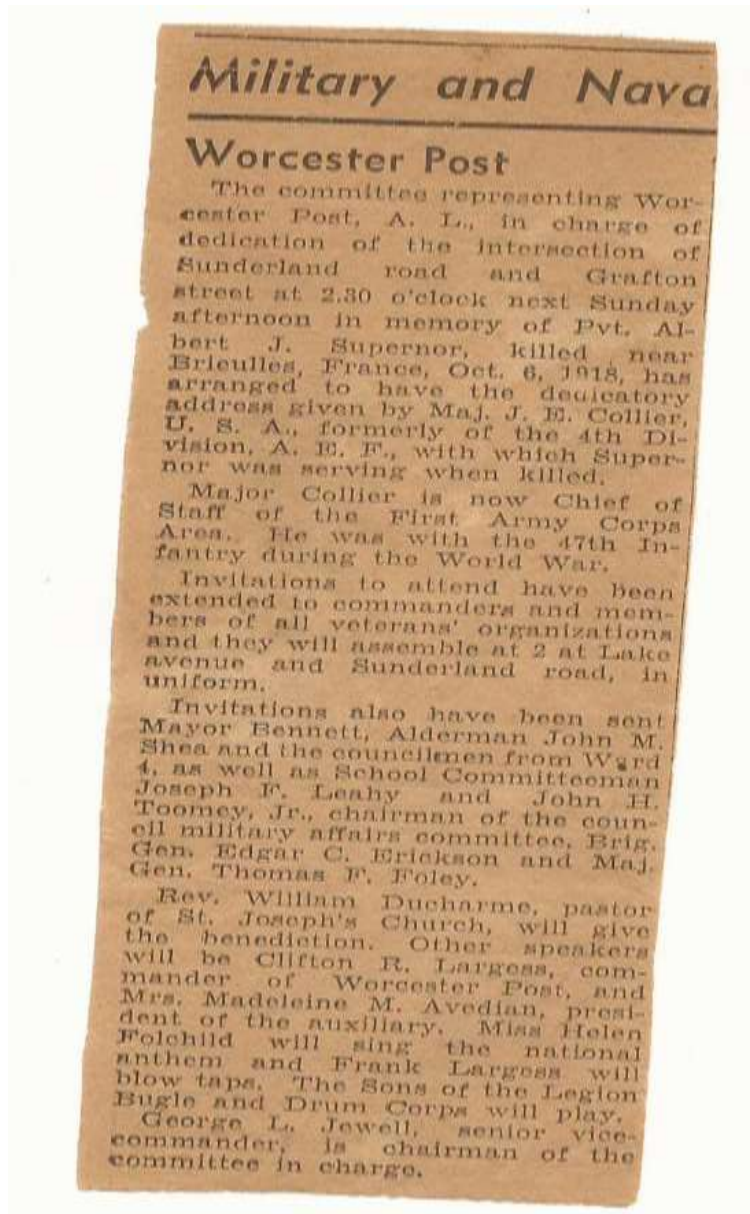 Military and Nava
Worcester Post
The committee representing Wor-
cester Post, A. L., in charge of
dedication of the intersection of
Sunderland road and Grafton
street at 2.30 o'clock next Sunday
afternoon in memory of Pvt. Al-
bert J. Supernor, killed near
Brieulles, France, Oct. 6, 1918, has
arranged to have the dedicatory
address given by Maj. J. E. Collier,
U. S. A., formerly of the 4th Di-
vision, A. E. F., with which Super-
nor was serving when killed.
Major Collier is now Chief of
Staff of the First Army Corps
Area. He was with the 47th In-
fantry during the World War.
Invitations to attend have been
extended to commanders and mem-
bers of all veterans' organizations
and they will assemble at 2 at Lake
avenue and Sunderland road, in
uniform.
Invitations also have been sent
Mayor Bennett, Alderman John M.
Shea and the councilmen from Ward
4, as well as School Committeeman
Joseph F. Leahy and John H.
Toomey, Jr., chairman of the coun-
cil military affairs committee, Brig.
Gen. Edgar C. Erickson and Maj.
Gen. Thomas F. Foley.
Rev. William Ducharme, pastor
of St. Joseph's Church, will give
the benediction. Other speakers
will be Clifton R. Largess, com-
mander of Worcester Post, and
Mrs. Madeleine M. Avedian, presi-
dent of the auxiliary. Miss Helen
Folchild will sing the national
anthem and Frank Largess will
blow taps. The Sons of the Legion
Bugle and Drum Corps will play.
George L. Jewell, senior vice-
commander, is chairman of the
committee in charge.